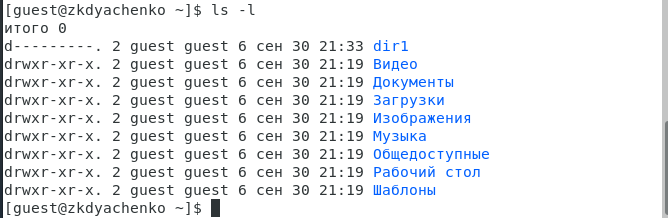 [guest@zkdyachenko ~]$ ls -l
итого 0
d---------. 2 guest guest 6 сен 30 21:33 dir1
drwxr-xr-x. 2 guest guest 6 сен 30 21:19 Видео
drwxr-xr-x. 2 guest guest 6 сен 30 21:19 Документы
drwxr-xr-x. 2 guest guest 6 сен 30 21:19 Загрузки
drwxr-xr-x. 2 guest guest 6 сен 30 21:19 Изображения
drwxr-xr-x. 2 guest guest 6 сен 30 21:19 Музыка
drwxr-xr-x. 2 guest guest 6 сен 30 21:19 Общедоступные
drwxr-xr-x. 2 guest guest 6 сен 30 21:19 Рабочий стол
drwxr-xr-x. 2 guest guest 6 сен 30 21:19 Шаблоны
[guest@zkdyachenko ~]$